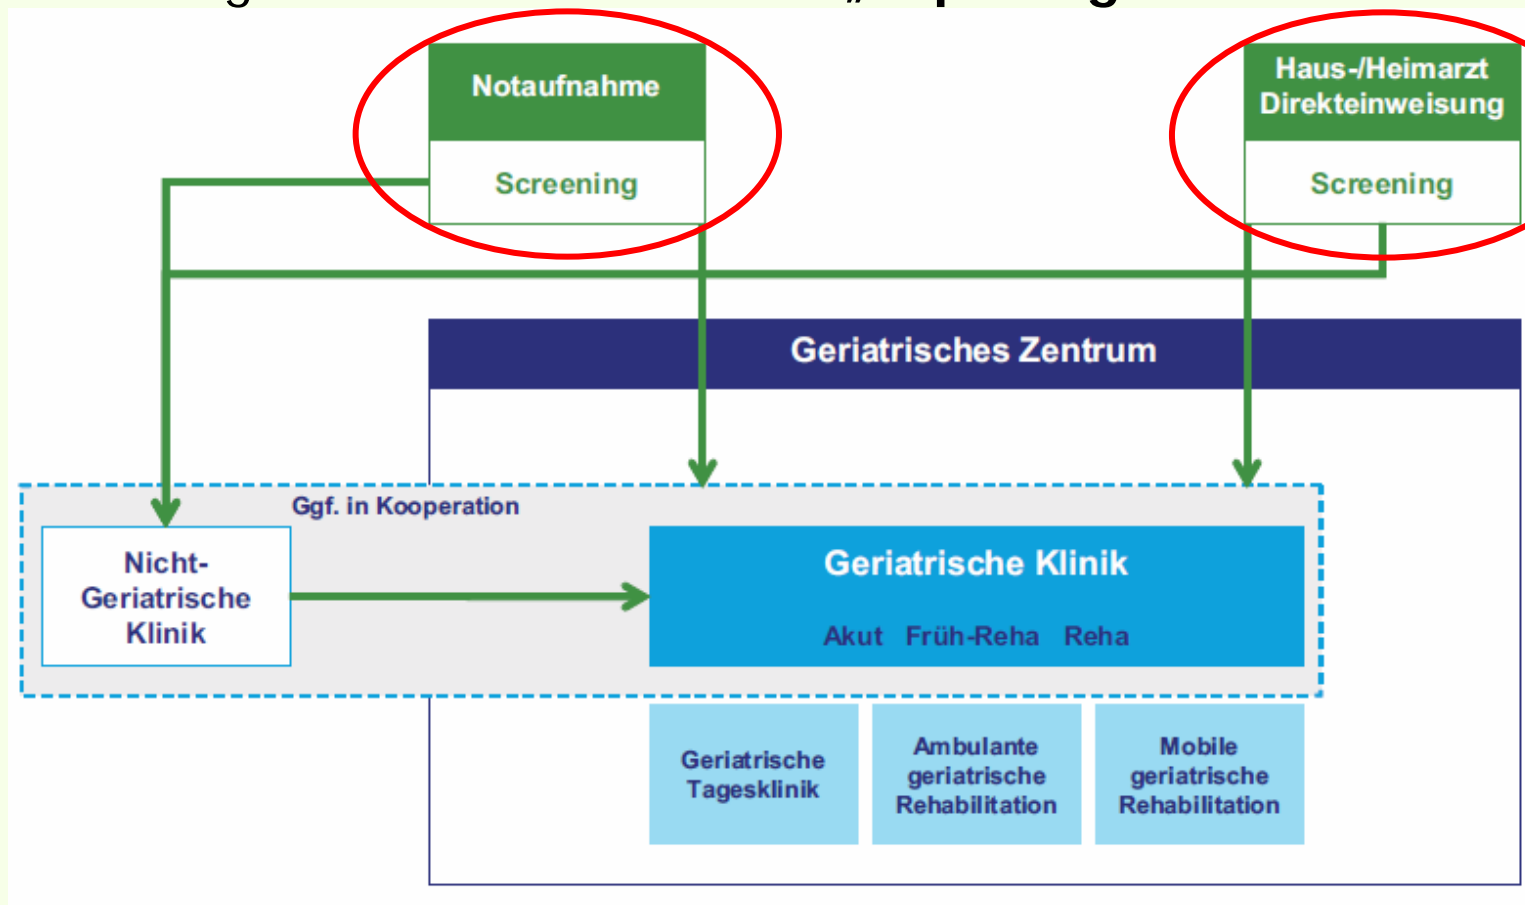 Notaufnahme
Screening
Haus-/Heimarzt
Direkteinweisung
Screening
Geriatrisches Zentrum
Ggf. in Kooperation
Nicht-
Geriatrische
Klinik
Geriatrische Klinik
Akut Früh-Reha Reha
Geriatrische
Tagesklinik
Ambulante
geriatrische
Rehabilitation
Mobile
geriatrische
Rehabilitation